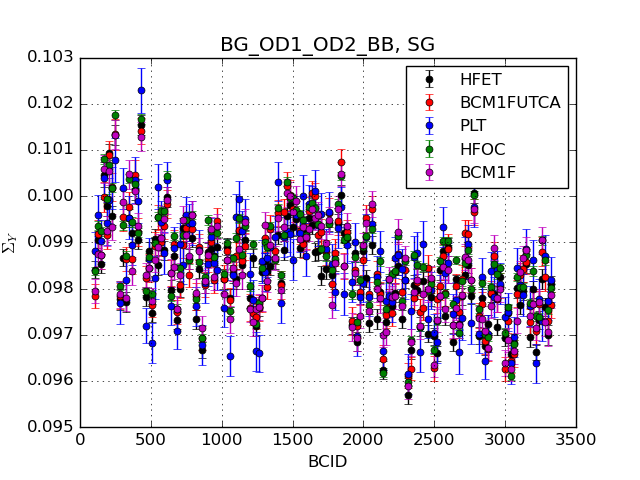 BG_OD1_OD2_BB, SG
0.103
0.102
0.101
0.100
0.099
0.098
0.097
0.096
0.095
Σ_Y
HFET
BCM1FUTCA
PLT
HFOC
BCM1F
0 500 1000 1500 2000 2500 3000 3500
BCID